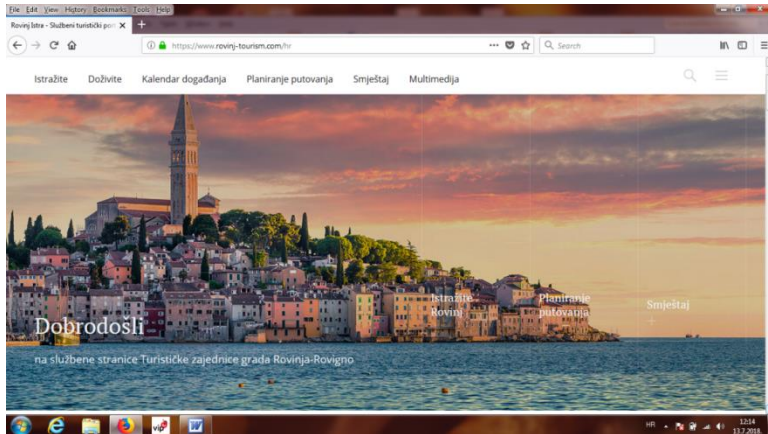 File Edit View History Bookmarks Tools Help
Rovinj Istra - Službeni turistički por
https://www.rovinj-tourism.com/hr
Search
Istražite Doživite Kalendar događanja Planiranje putovanja Smještaj Multimedija
Istražite
Rovinj
Planiranje
putovanja
Smještaj
Dobrodošli
na službene stranice Turističke zajednice grada Rovinja-Rovigno
vip
W
HR
12:14
13.7.2018.